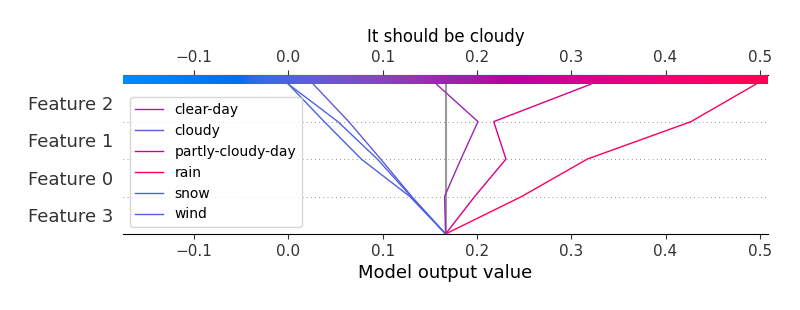 It should be cloudy
−0.1 0.0 0.1 0.2 0.3 0.4 0.5
Feature 2
Feature 1
Feature 0
Feature 3
clear-day
cloudy
partly-cloudy-day
rain
snow
wind
−0.1 0.0 0.1 0.2 0.3 0.4 0.5
Model output value